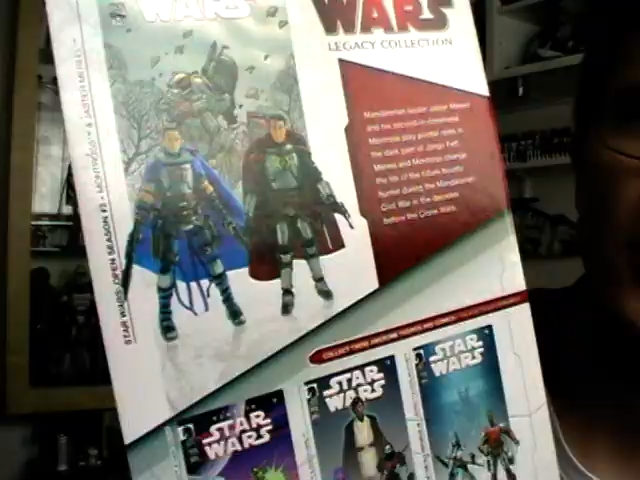 WARS
WARS
LEGACY COLLECTION
Mandalorian leader Jaster Mereel
and his second-in-command
Montross play pivotal roles in
the dark past of Jango Fett.
Mereel and Montross change
the life of the future bounty
hunter during the Mandalorian
Civil War in the decades
before the Clone Wars.
STAR WARS: OPEN SEASON #3 • MONTROSS™ & JASTER MEREEL™
COLLECT THESE AWESOME FIGURES AND COMICS
STAR
WARS
STAR
WARS
STAR
WARS